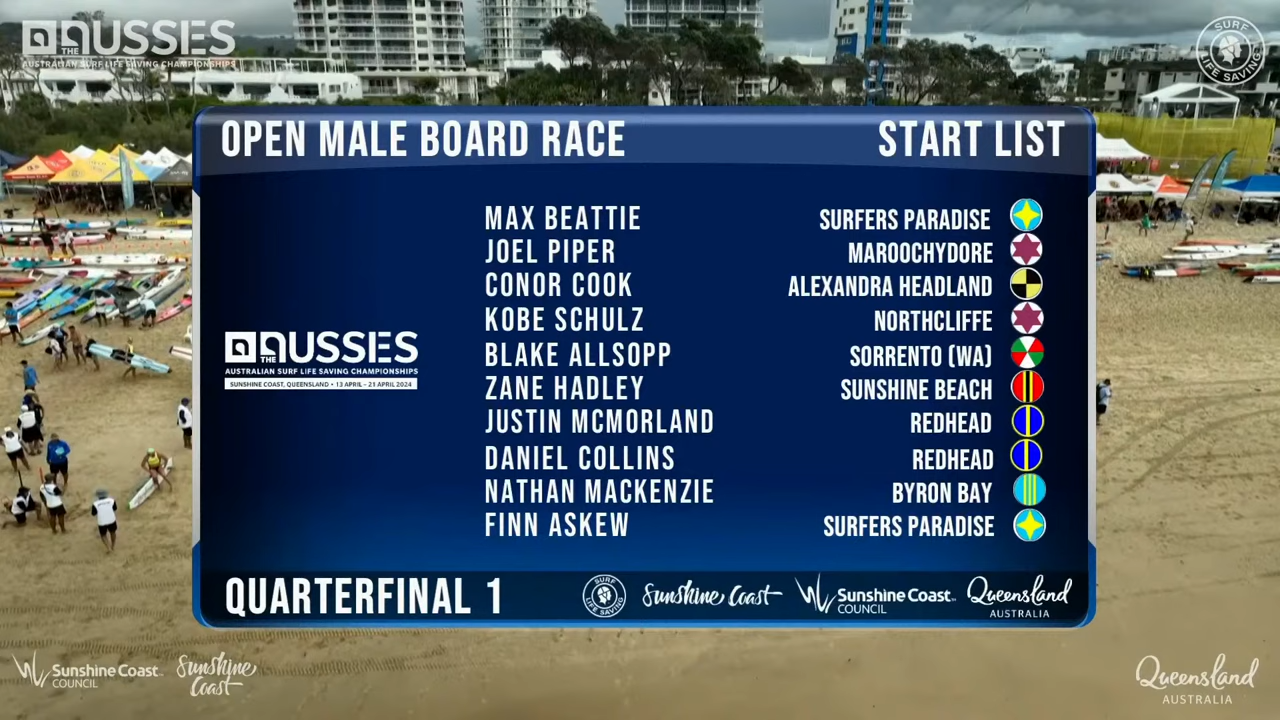 THE AUSSIES
AUSTRALIAN SURF LIFE SAVING CHAMPIONSHIPS
SURF LIFE SAVING
OPEN MALE BOARD RACE START LIST
MAX BEATTIE SURFERS PARADISE
JOEL PIPER MAROOCHYDORE
CONOR COOK ALEXANDRA HEADLAND
KOBE SCHULZ NORTHCLIFFE
BLAKE ALLSOPP SORRENTO (WA)
ZANE HADLEY SUNSHINE BEACH
JUSTIN MCMORLAND REDHEAD
DANIEL COLLINS REDHEAD
NATHAN MACKENZIE BYRON BAY
FINN ASKEW SURFERS PARADISE
THE AUSSIES
AUSTRALIAN SURF LIFE SAVING CHAMPIONSHIPS
SUNSHINE COAST, QUEENSLAND • 13 APRIL – 21 APRIL 2024
QUARTERFINAL 1
SURF LIFE SAVING
Sunshine Coast
Sunshine Coast
COUNCIL
Queensland
AUSTRALIA
Sunshine Coast
COUNCIL
Sunshine
Coast
Queensland
AUSTRALIA